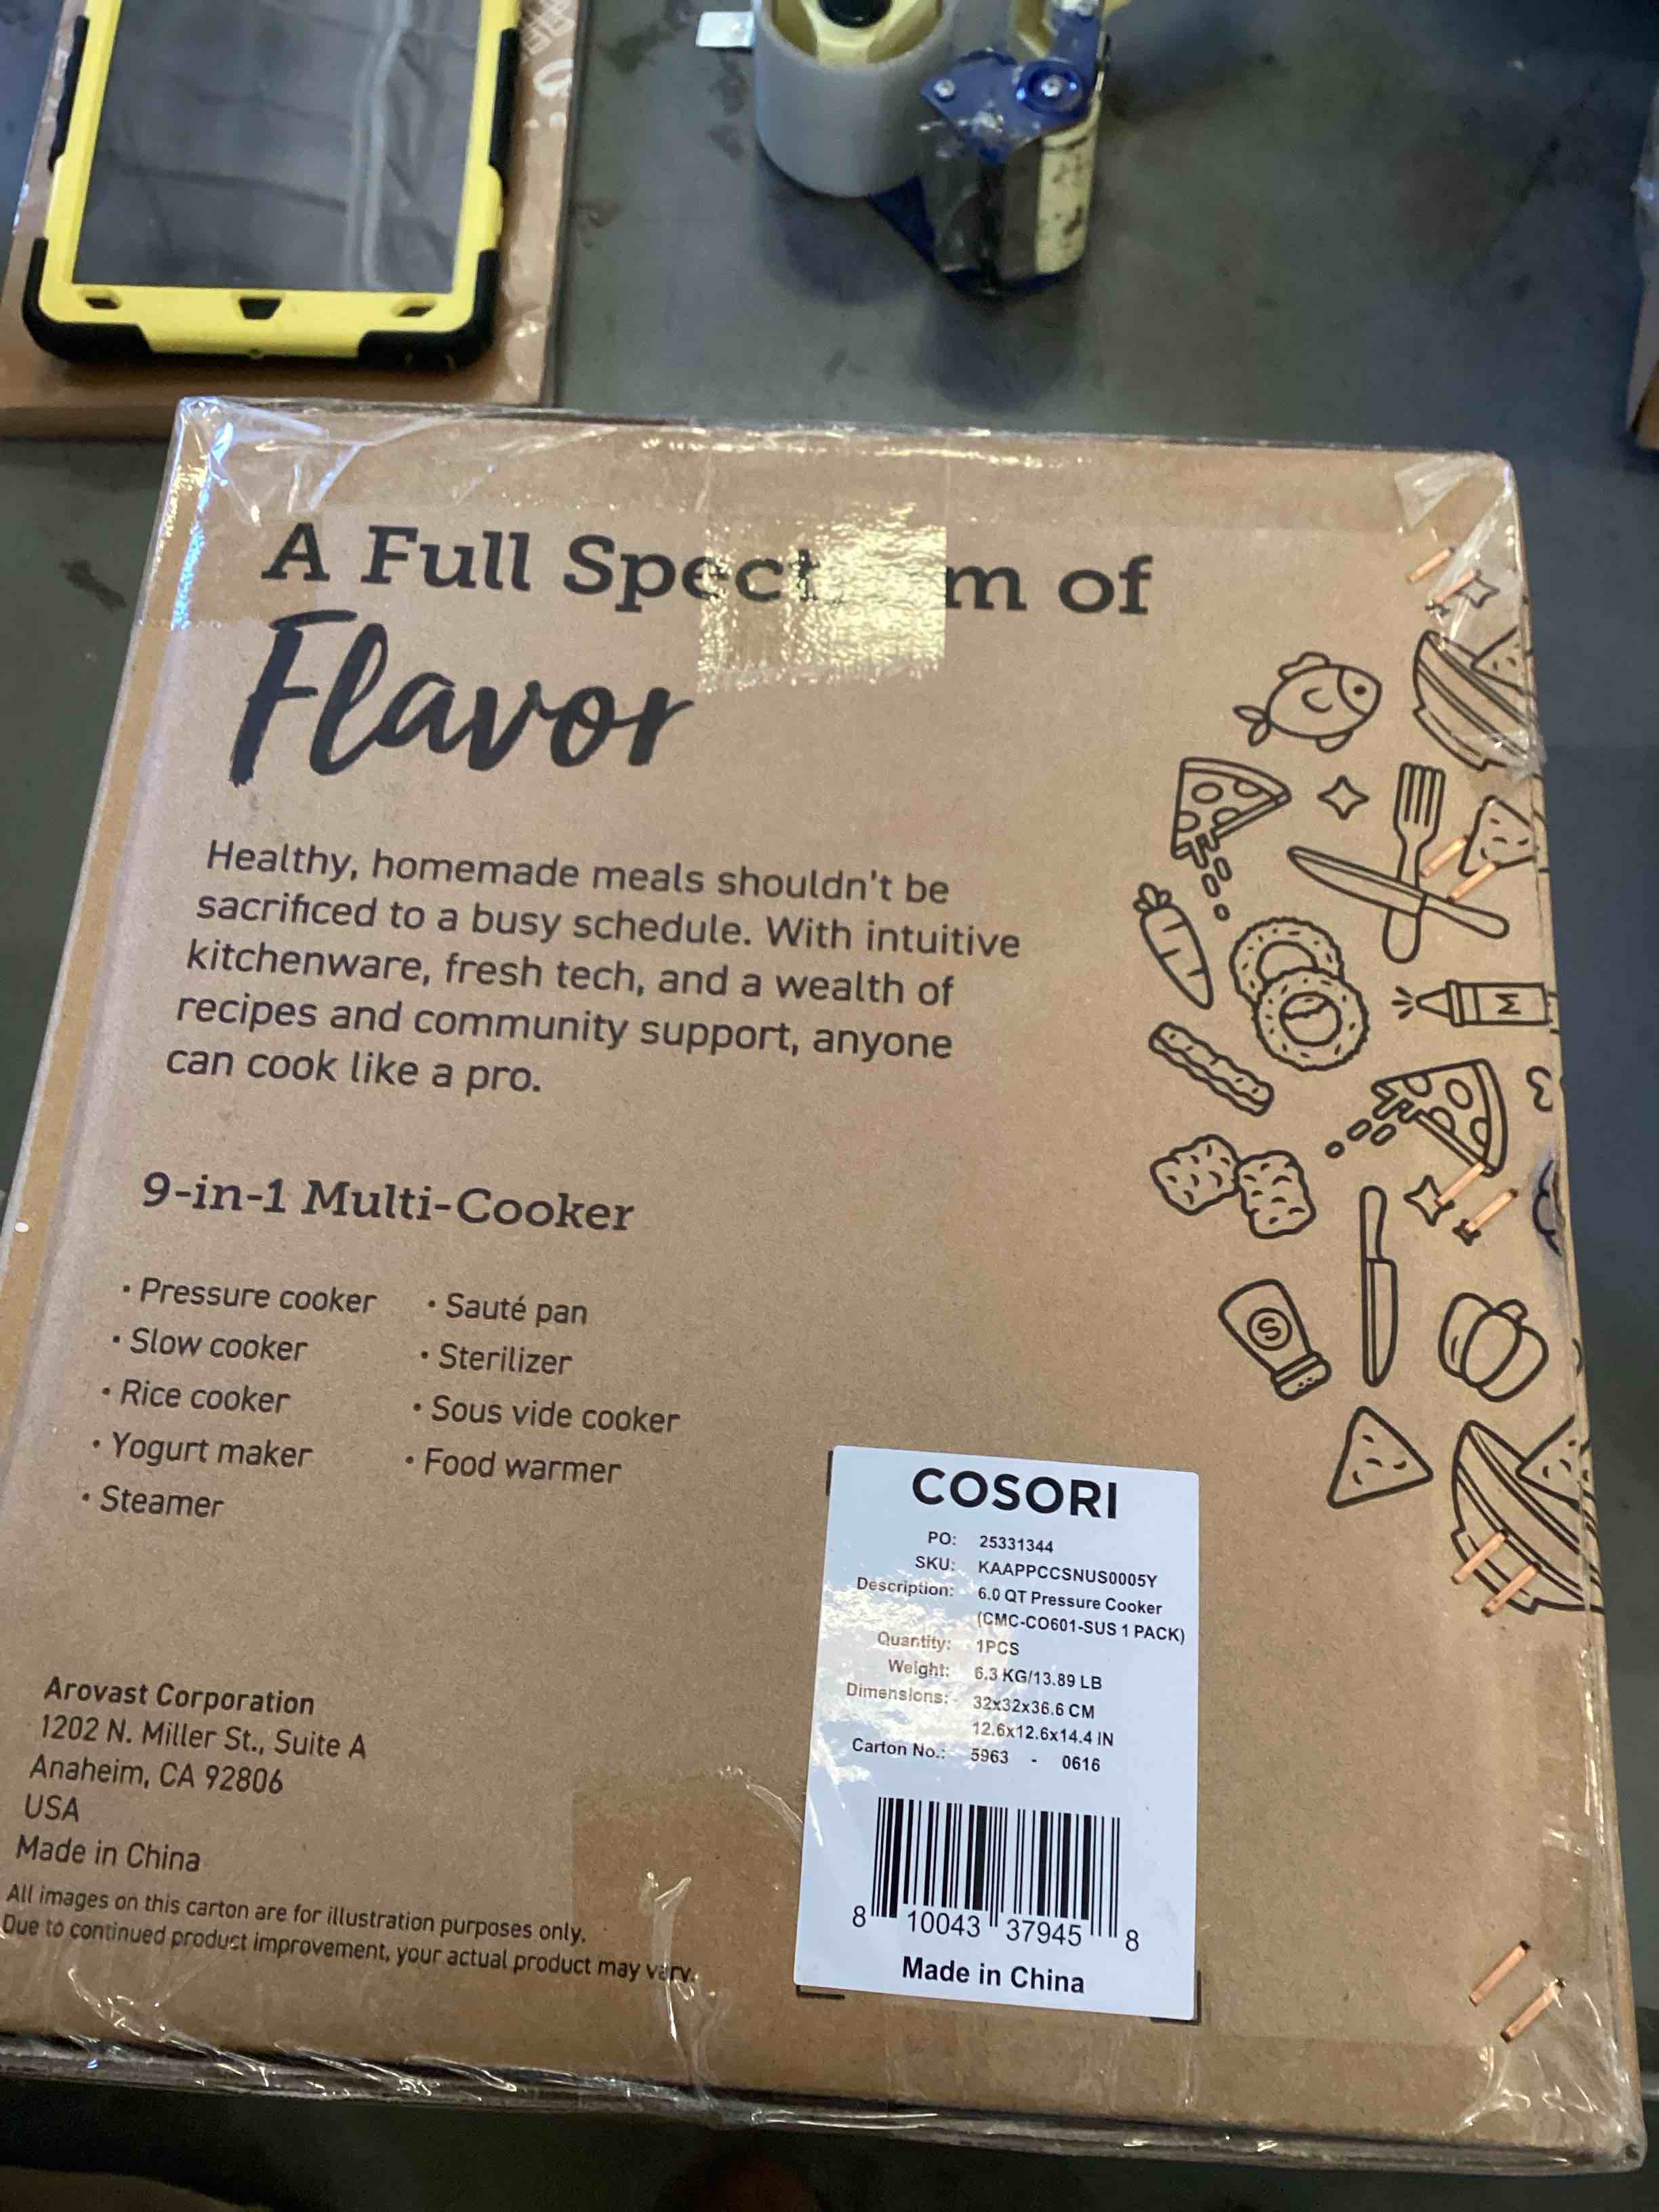 A Full Spect m of
Flavor
Healthy, homemade meals shouldn't be
sacrificed to a busy schedule. With intuitive
kitchenware, fresh tech, and a wealth of
recipes and community support, anyone
can cook like a pro.
9-in-1 Multi-Cooker
• Pressure cooker
• Slow cooker
• Rice cooker
• Yogurt maker
• Steamer
• Sauté pan
• Sterilizer
• Sous vide cooker
• Food warmer
Arovast Corporation
1202 N. Miller St., Suite A
Anaheim, CA 92806
USA
Made in China
All images on this carton are for illustration purposes only.
Due to continued product improvement, your actual product may vary.
COSORI
PO: 25331344
SKU: KAAPPCCSNUS0005Y
Description: 6.0 QT Pressure Cooker
(CMC-CO601-SUS 1 PACK)
Quantity: 1PCS
Weight: 6.3 KG/13.89 LB
Dimensions: 32x32x36.6 CM
12.6x12.6x14.4 IN
Carton No.: 5963 - 0616
8 10043 37945 8
Made in China
M
S